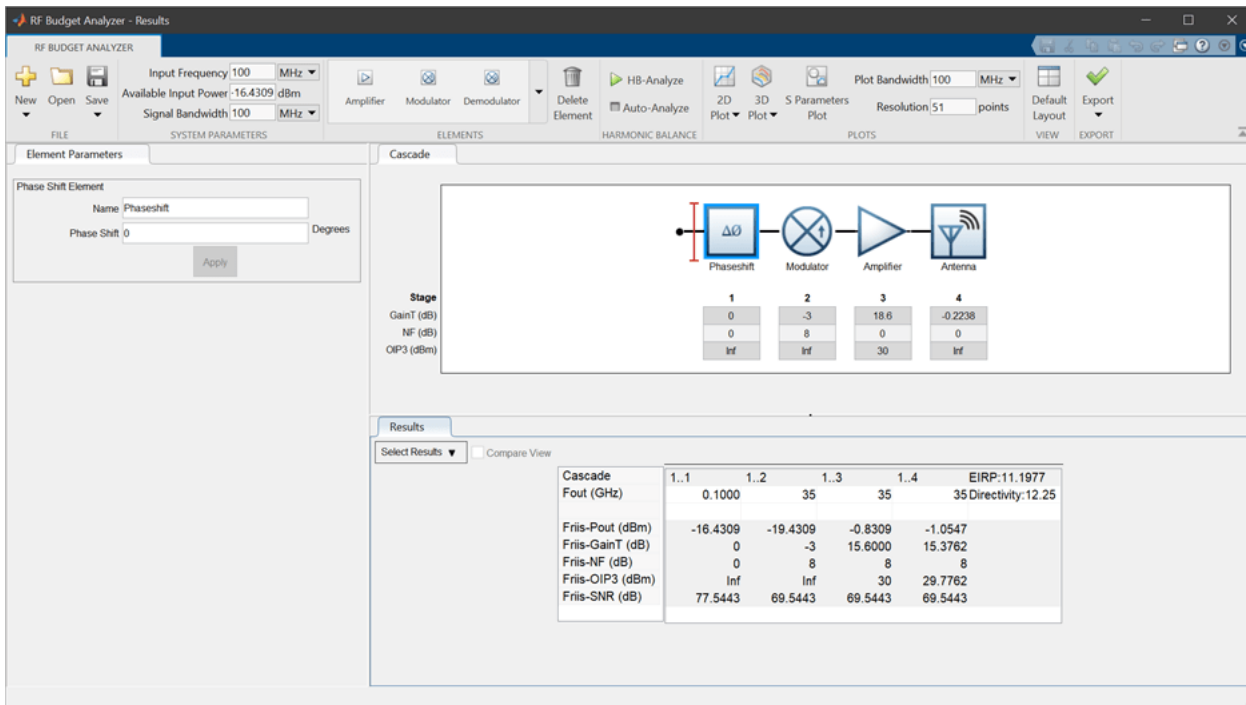 RF Budget Analyzer - Results
RF BUDGET ANALYZER
New
Open
Save
FILE
Input Frequency 100 MHz
Available Input Power -16.4309 dBm
Signal Bandwidth 100 MHz
SYSTEM PARAMETERS
Amplifier Modulator Demodulator
ELEMENTS
Delete
Element
HB-Analyze
Auto-Analyze
HARMONIC BALANCE
2D
Plot
3D
Plot
S Parameters
Plot
Plot Bandwidth 100 MHz
Resolution 51 points
PLOTS
Default
Layout
VIEW
Export
EXPORT
Element Parameters
Phase Shift Element
Name Phaseshift
Phase Shift 0 Degrees
Apply
Cascade
ΔØ
Phaseshift Modulator Amplifier Antenna
Stage 1 2 3 4
GainT (dB) 0 -3 18.6 -0.2238
NF (dB) 0 8 0 0
OIP3 (dBm) Inf Inf 30 Inf
Results
Select Results Compare View
Cascade 1..1 1..2 1..3 1..4 EIRP:11.1977
Fout (GHz) 0.1000 35 35 35 Directivity:12.25
Friis-Pout (dBm) -16.4309 -19.4309 -0.8309 -1.0547
Friis-GainT (dB) 0 -3 15.6000 15.3762
Friis-NF (dB) 0 8 8 8
Friis-OIP3 (dBm) Inf Inf 30 29.7762
Friis-SNR (dB) 77.5443 69.5443 69.5443 69.5443